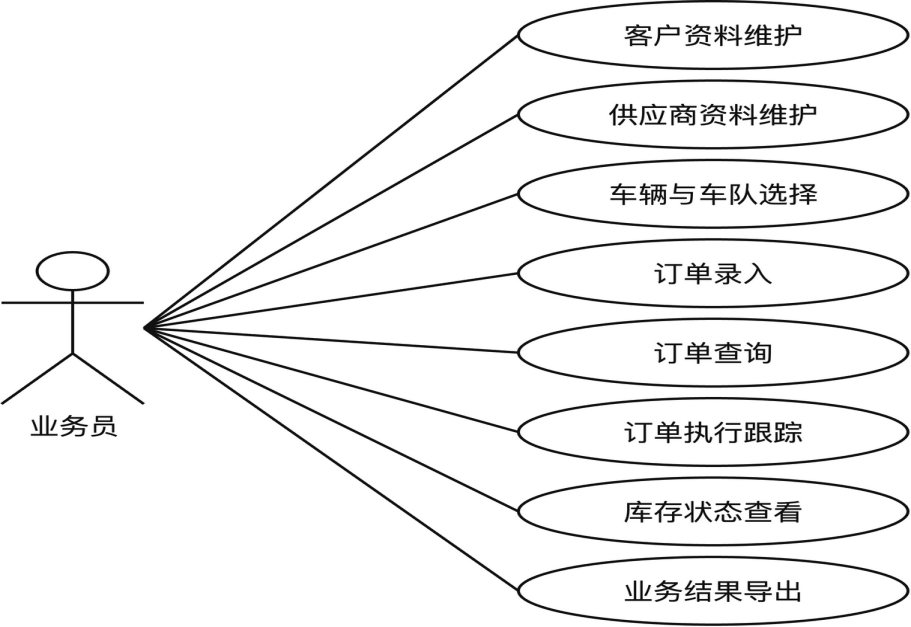 客户资料维护
供应商资料维护
车辆与车队选择
订单录入
订单查询
订单执行跟踪
库存状态查看
业务结果导出
业务员